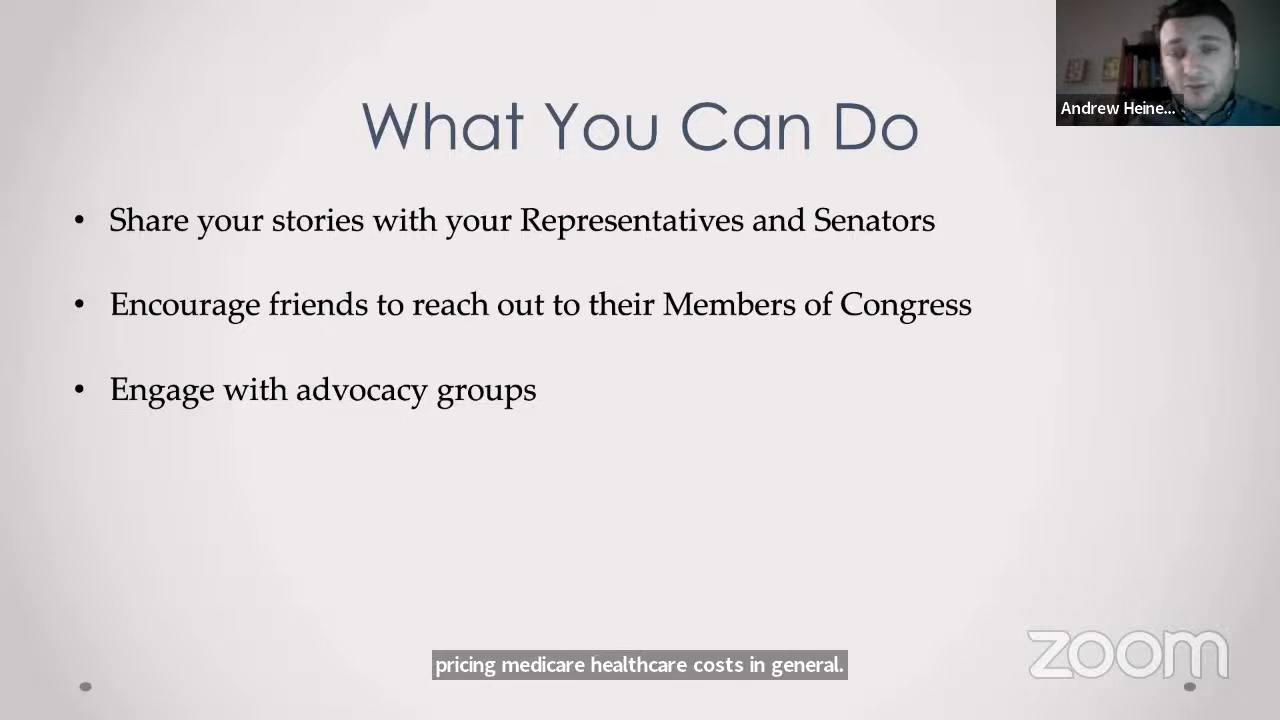 What You Can Do
Andrew Heine...
• Share your stories with your Representatives and Senators
• Encourage friends to reach out to their Members of Congress
• Engage with advocacy groups
pricing medicare healthcare costs in general.
zoom